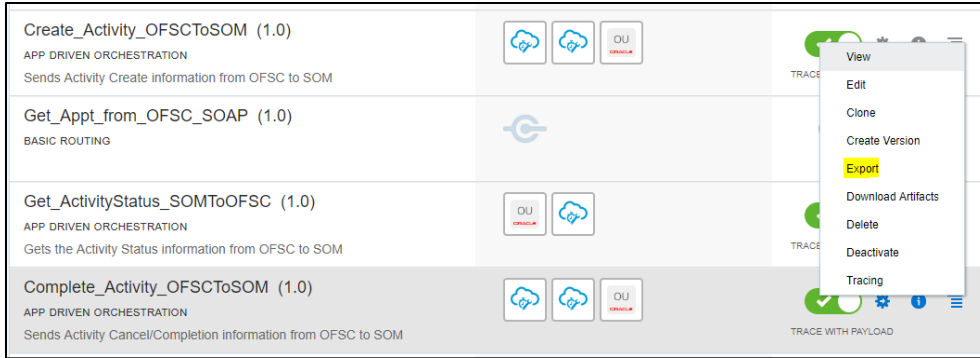 Create_Activity_OFSCToSOM (1.0)
APP DRIVEN ORCHESTRATION
Sends Activity Create information from OFSC to SOM
OU
ORACLE
TRACE
Get_Appt_from_OFSC_SOAP (1.0)
BASIC ROUTING
Get_ActivityStatus_SOMToOFSC (1.0)
APP DRIVEN ORCHESTRATION
Gets the Activity Status information from OFSC to SOM
OU
ORACLE
TRACE
Complete_Activity_OFSCToSOM (1.0)
APP DRIVEN ORCHESTRATION
Sends Activity Cancel/Completion information from OFSC to SOM
OU
ORACLE
TRACE WITH PAYLOAD
View
Edit
Clone
Create Version
Export
Download Artifacts
Delete
Deactivate
Tracing